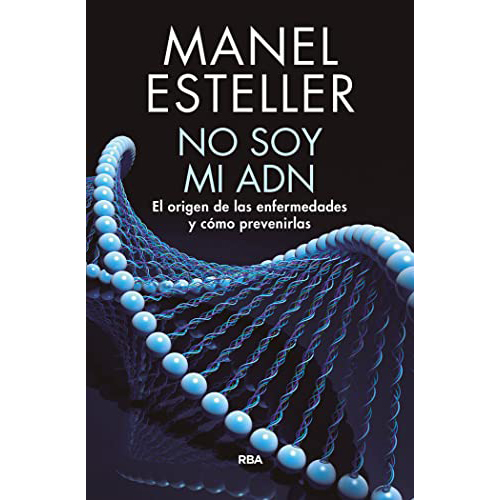 MANEL
ESTELLER
NO SOY
MI ADN
El origen de las enfermedades
y cómo prevenirlas
RBA